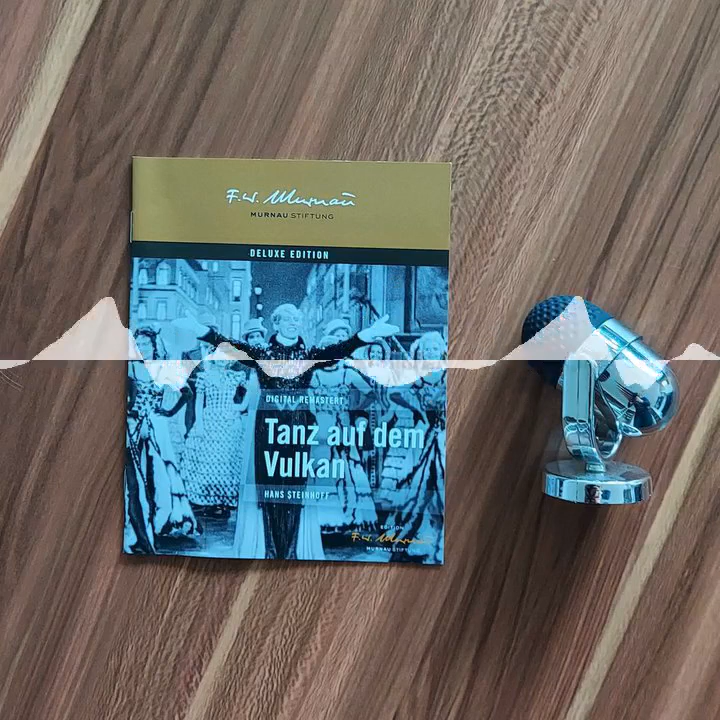 F.W. Murnau
MURNAU STIFTUNG
DELUXE EDITION
DIGITAL REMASTERT
Tanz auf dem
Vulkan
HANS STEINHOFF
EDITION
F.W. Murnau
MURNAU STIFTUNG